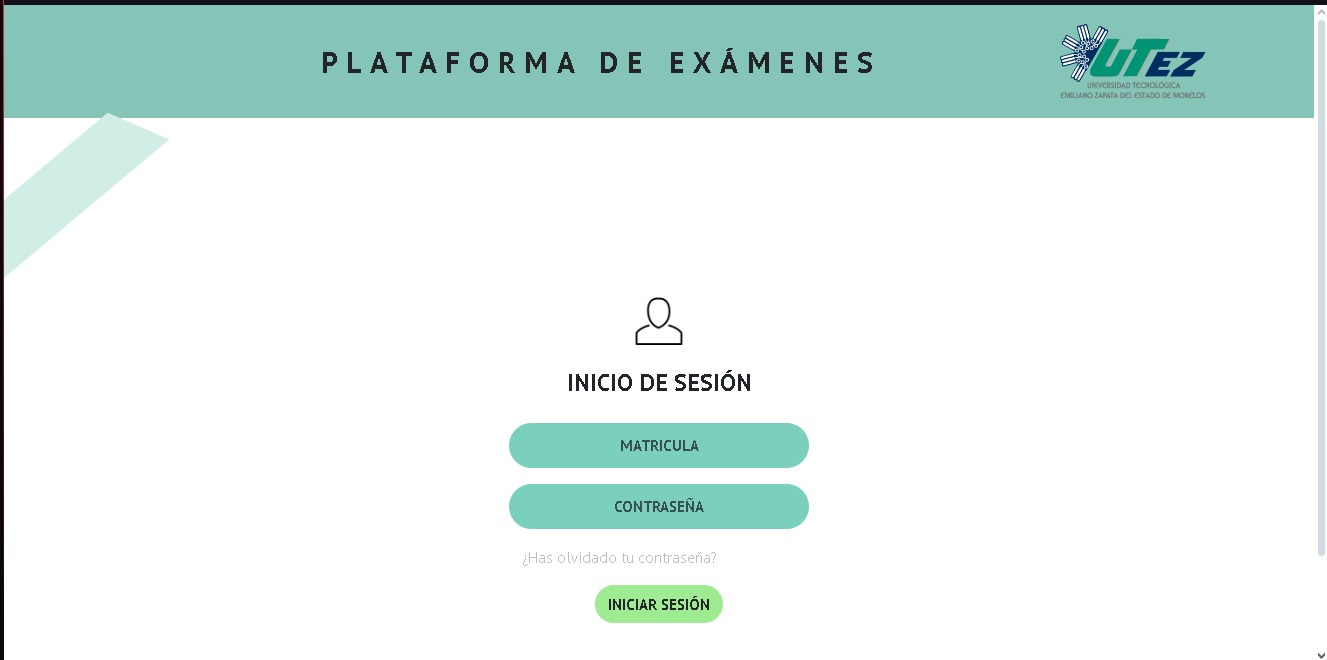 PLATAFORMA DE EXÁMENES
UTEZ
UNIVERSIDAD TECNOLÓGICA
EMILIANO ZAPATA DEL ESTADO DE MORELOS
INICIO DE SESIÓN
MATRICULA
CONTRASEÑA
¿Has olvidado tu contraseña?
INICIAR SESIÓN